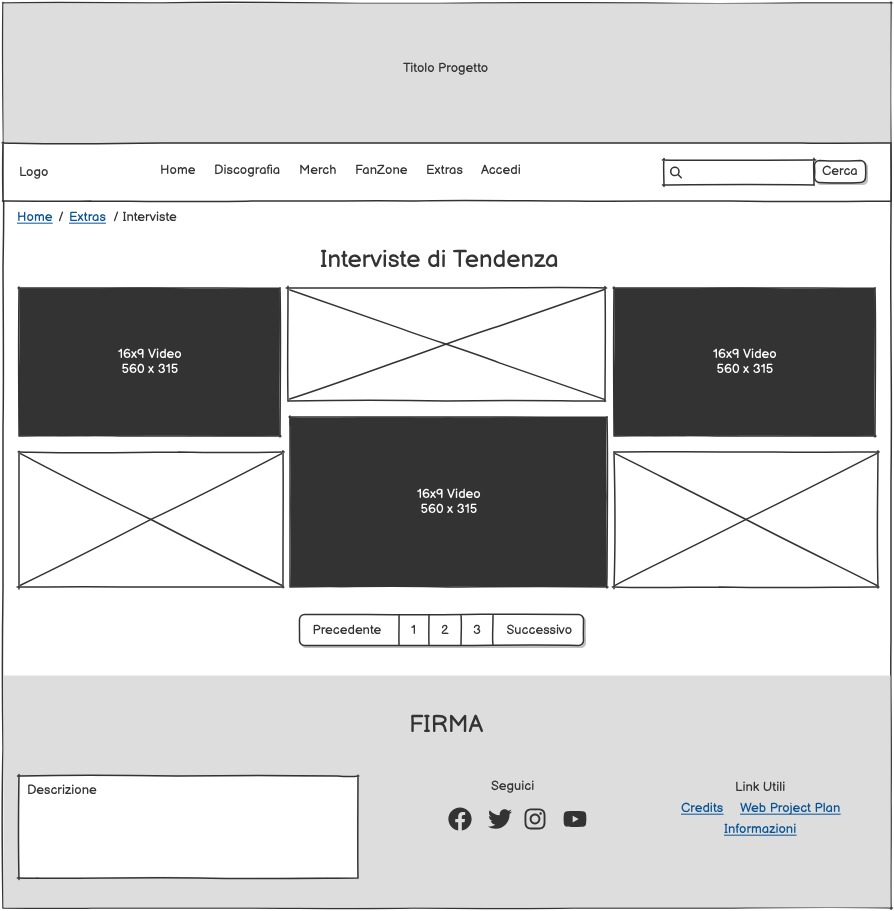 Titolo Progetto
Logo
Home Discografia Merch FanZone Extras Accedi
Cerca
Home / Extras / Interviste
Interviste di Tendenza
16x9 Video
560 x 315
16x9 Video
560 x 315
16x9 Video
560 x 315
Precedente 1 2 3 Successivo
FIRMA
Descrizione
Seguici
Link Utili
Credits Web Project Plan
Informazioni